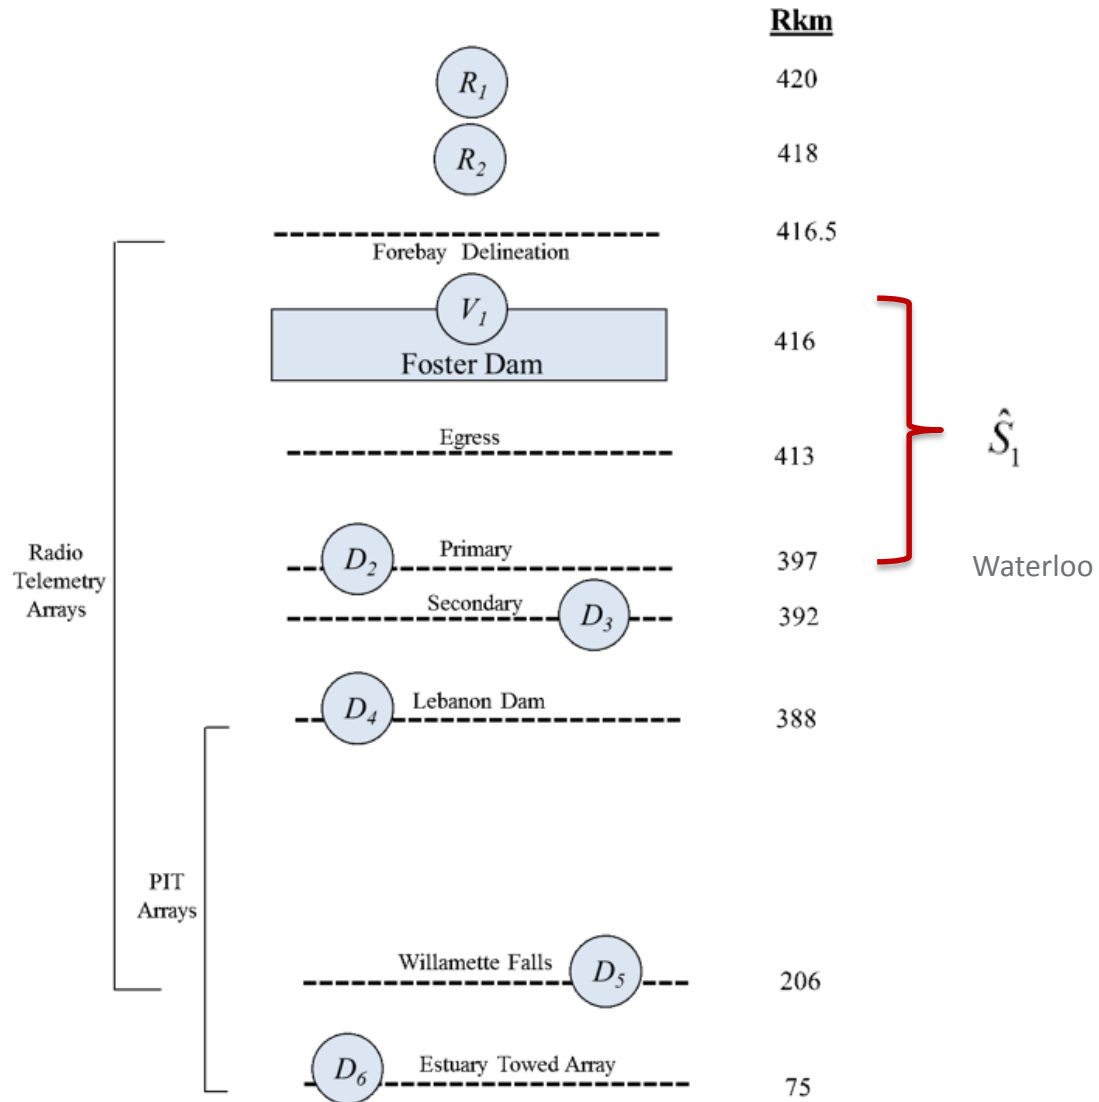 Rkm
R1 420
R2 418
416.5
Forebay Delineation
V1
Foster Dam 416
Ŝ1
Egress
413
D2 Primary 397
Waterloo
Radio
Telemetry
Arrays
Secondary D3 392
D4 Lebanon Dam 388
PIT
Arrays
Willamette Falls D5 206
D6 Estuary Towed Array 75